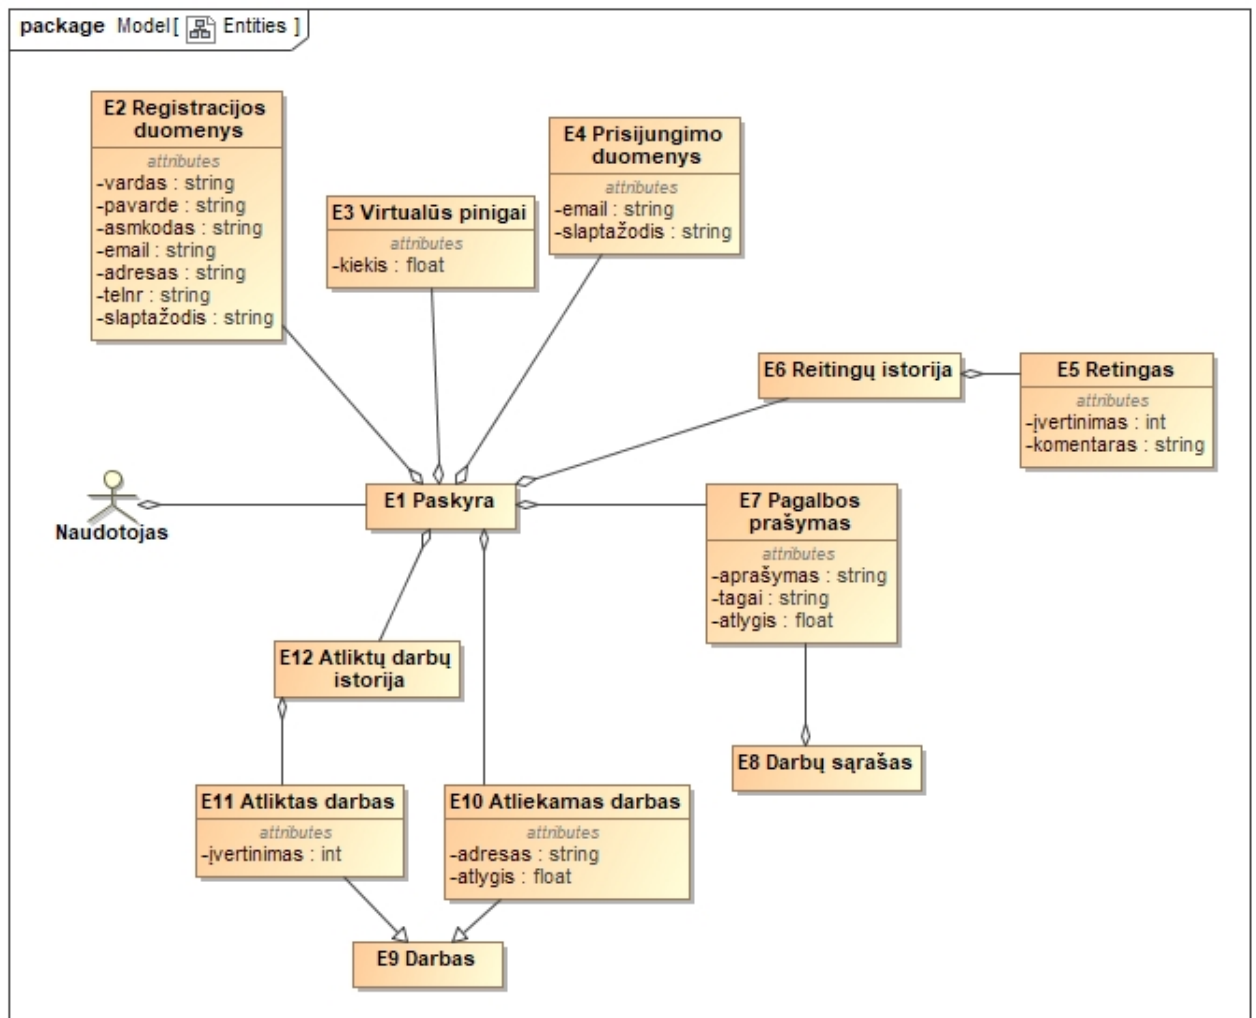 package Model[ Entities ]
E2 Registracijos
duomenys
attributes
-vardas : string
-pavarde : string
-asmkodas : string
-email : string
-adresas : string
-telnr : string
-slaptažodis : string
E3 Virtualūs pinigai
attributes
-kiekis : float
E4 Prisijungimo
duomenys
attributes
-email : string
-slaptažodis : string
E6 Reitingų istorija
E5 Retingas
attributes
-įvertinimas : int
-komentaras : string
Naudotojas
E1 Paskyra
E7 Pagalbos
prašymas
attributes
-aprašymas : string
-tagai : string
-atlygis : float
E12 Atliktų darbų
istorija
E8 Darbų sąrašas
E11 Atliktas darbas
attributes
-įvertinimas : int
E10 Atliekamas darbas
attributes
-adresas : string
-atlygis : float
E9 Darbas